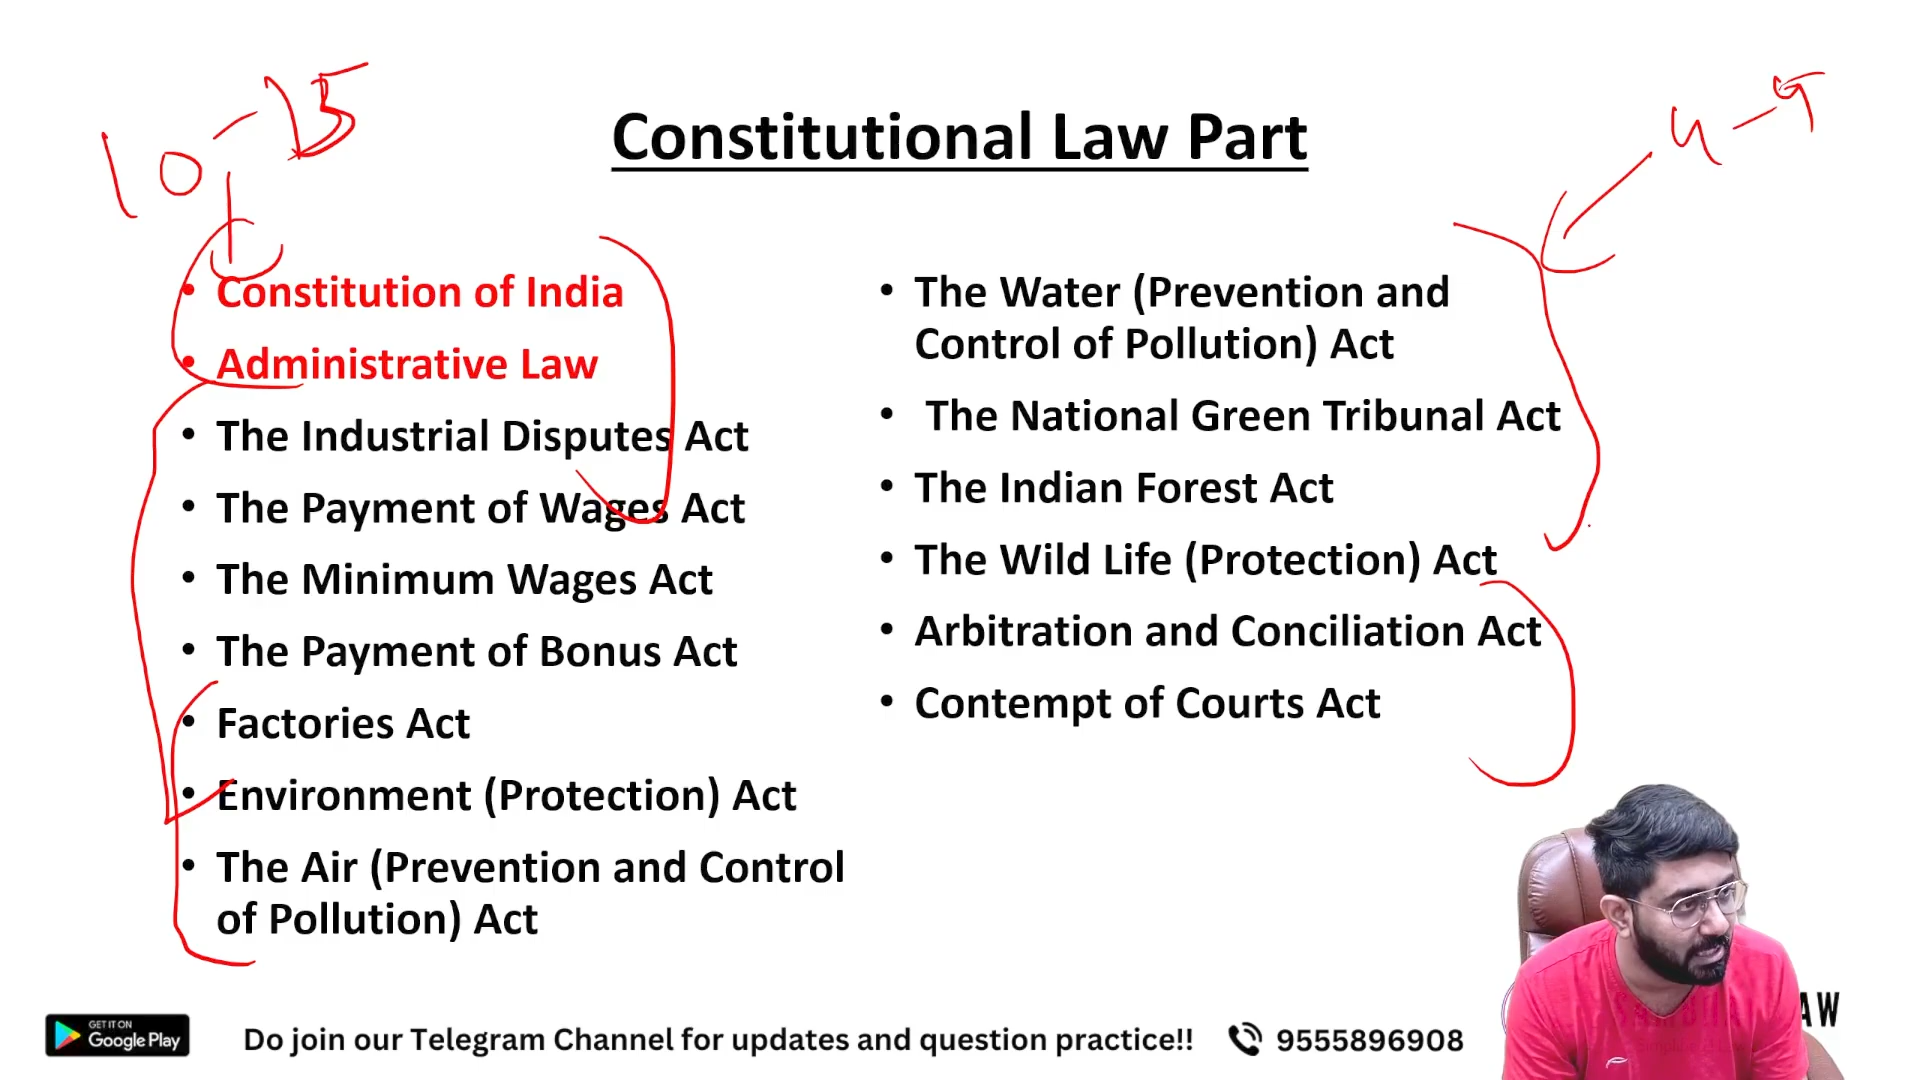 10 - 15
Constitutional Law Part
4 - 5
• Constitution of India
• Administrative Law
• The Industrial Disputes Act
• The Payment of Wages Act
• The Minimum Wages Act
• The Payment of Bonus Act
• Factories Act
• Environment (Protection) Act
• The Air (Prevention and Control
of Pollution) Act
• The Water (Prevention and
Control of Pollution) Act
• The National Green Tribunal Act
• The Indian Forest Act
• The Wild Life (Protection) Act
• Arbitration and Conciliation Act
• Contempt of Courts Act
GET IT ON
Google Play
Do join our Telegram Channel for updates and question practice!!
9555896908